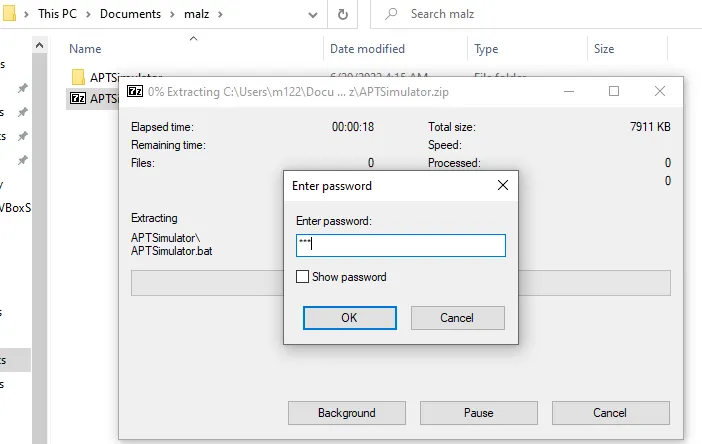 This PC > Documents > malz >
Search malz
Name
Date modified
Type
Size
APTSimulator
6/20/2023 4:15 AM
File folder
APTSi
0% Extracting C:\Users\m122\Docu ... z\APTSimulator.zip
Elapsed time:
00:00:18
Total size:
7911 KB
Remaining time:
Speed:
Files:
0
Processed:
0
0
Extracting
APTSimulator\
APTSimulator.bat
Enter password
Enter password:
***
Show password
OK
Cancel
Background
Pause
Cancel
VBoxS